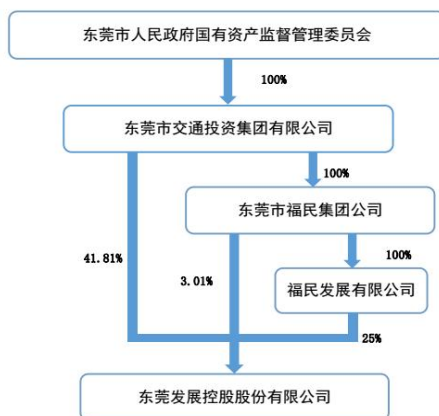 东莞市人民政府国有资产监督管理委员会
100%
东莞市交通投资集团有限公司
100%
东莞市福民集团公司
41.81%
3.01%
100%
福民发展有限公司
25%
东莞发展控股股份有限公司